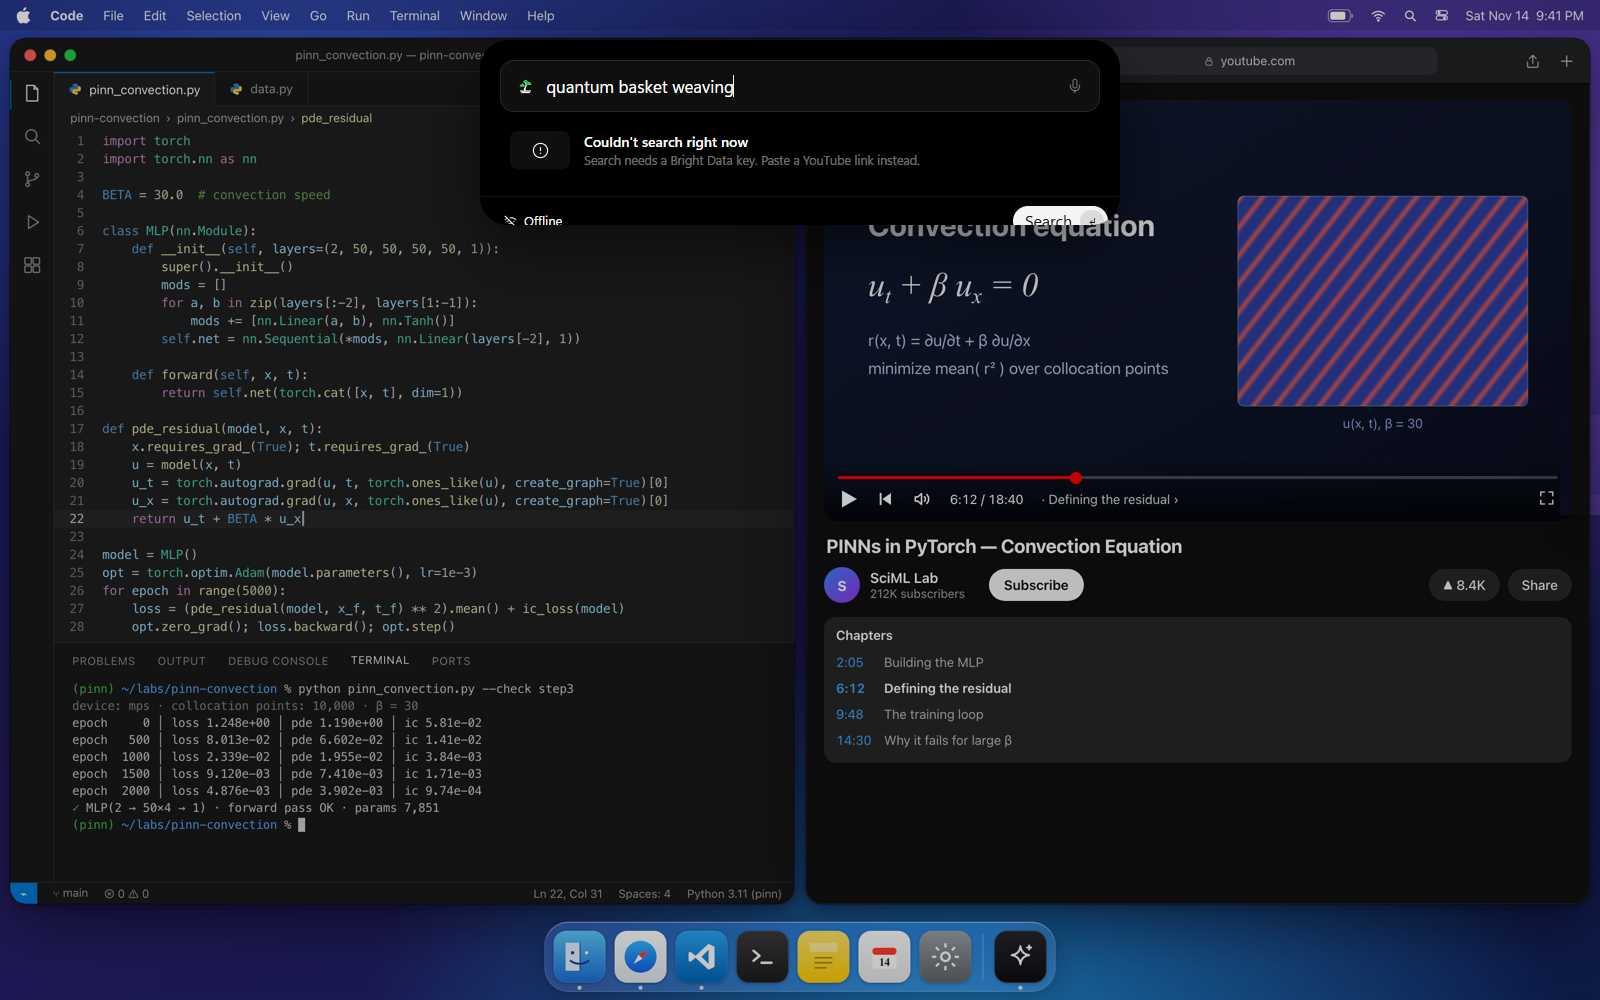 Code File Edit Selection View Go Run Terminal Window Help
Sat Nov 14 9:41 PM
pinn_convection.py — pinn-conve
youtube.com
quantum basket weaving
Couldn't search right now
Search needs a Bright Data key. Paste a YouTube link instead.
Offline
Search
pinn_convection.py
data.py
pinn-convection › pinn_convection.py › pde_residual
1 import torch
2 import torch.nn as nn
3
4 BETA = 30.0 # convection speed
5
6 class MLP(nn.Module):
7 def __init__(self, layers=(2, 50, 50, 50, 50, 1)):
8 super().__init__()
9 mods = []
10 for a, b in zip(layers[:-2], layers[1:-1]):
11 mods += [nn.Linear(a, b), nn.Tanh()]
12 self.net = nn.Sequential(*mods, nn.Linear(layers[-2], 1))
13
14 def forward(self, x, t):
15 return self.net(torch.cat([x, t], dim=1))
16
17 def pde_residual(model, x, t):
18 x.requires_grad_(True); t.requires_grad_(True)
19 u = model(x, t)
20 u_t = torch.autograd.grad(u, t, torch.ones_like(u), create_graph=True)[0]
21 u_x = torch.autograd.grad(u, x, torch.ones_like(u), create_graph=True)[0]
22 return u_t + BETA * u_x
23
24 model = MLP()
25 opt = torch.optim.Adam(model.parameters(), lr=1e-3)
26 for epoch in range(5000):
27 loss = (pde_residual(model, x_f, t_f) ** 2).mean() + ic_loss(model)
28 opt.zero_grad(); loss.backward(); opt.step()
PROBLEMS OUTPUT DEBUG CONSOLE TERMINAL PORTS
(pinn) ~/labs/pinn-convection % python pinn_convection.py --check step3
device: mps · collocation points: 10,000 · β = 30
epoch 0 | loss 1.248e+00 | pde 1.190e+00 | ic 5.81e-02
epoch 500 | loss 8.013e-02 | pde 6.602e-02 | ic 1.41e-02
epoch 1000 | loss 2.339e-02 | pde 1.955e-02 | ic 3.84e-03
epoch 1500 | loss 9.120e-03 | pde 7.410e-03 | ic 1.71e-03
epoch 2000 | loss 4.876e-03 | pde 3.902e-03 | ic 9.74e-04
✓ MLP(2 → 50×4 → 1) · forward pass OK · params 7,851
(pinn) ~/labs/pinn-convection %
main 0 0 Ln 22, Col 31 Spaces: 4 Python 3.11 (pinn)
Convection equation
u_t + β u_x = 0
r(x, t) = ∂u/∂t + β ∂u/∂x
minimize mean( r² ) over collocation points
u(x, t), β = 30
6:12 / 18:40 · Defining the residual ›
PINNs in PyTorch — Convection Equation
S
SciML Lab
212K subscribers
Subscribe
8.4K
Share
Chapters
2:05 Building the MLP
6:12 Defining the residual
9:48 The training loop
14:30 Why it fails for large β
14